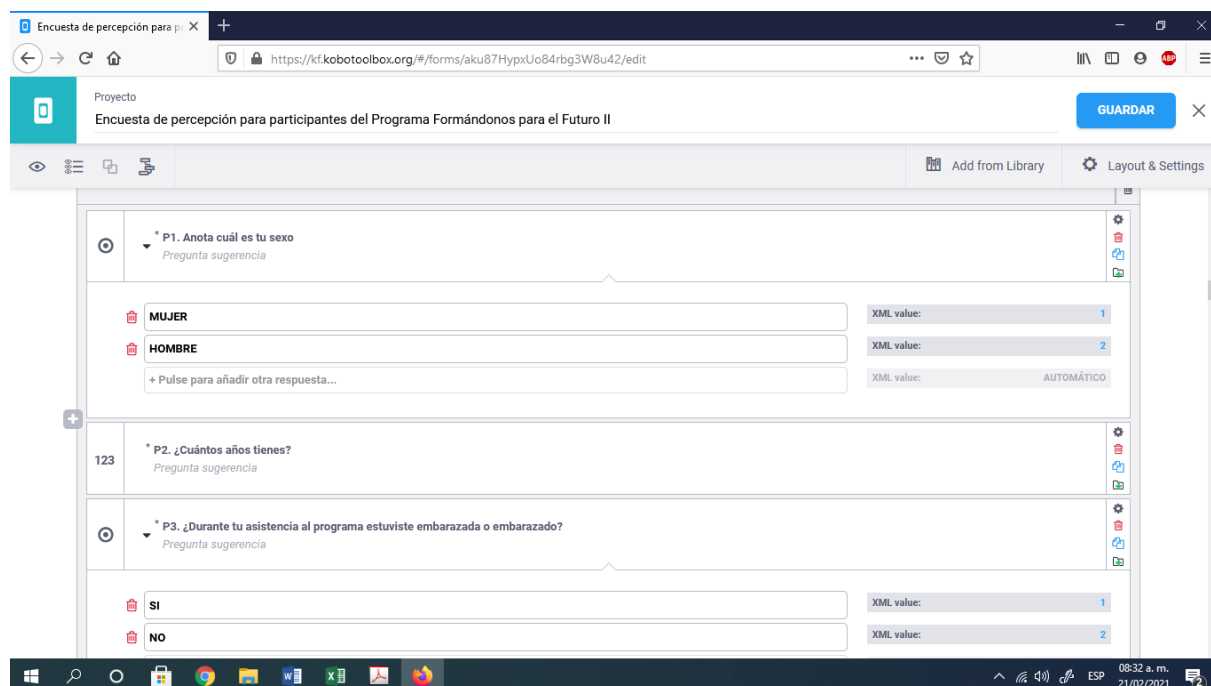 Encuesta de percepción para pa
https://kf.kobotoolbox.org/#/forms/aku87HypxUo84rbg3W8u42/edit
ABP
Proyecto
Encuesta de percepción para participantes del Programa Formándonos para el Futuro II
GUARDAR
Add from Library
Layout & Settings
* P1. Anota cuál es tu sexo
Pregunta sugerencia
MUJER
XML value: 1
HOMBRE
XML value: 2
+ Pulse para añadir otra respuesta...
XML value: AUTOMÁTICO
123
* P2. ¿Cuántos años tienes?
Pregunta sugerencia
* P3. ¿Durante tu asistencia al programa estuviste embarazada o embarazado?
Pregunta sugerencia
SI
XML value: 1
NO
XML value: 2
ESP
08:32 a. m.
21/02/2021
2